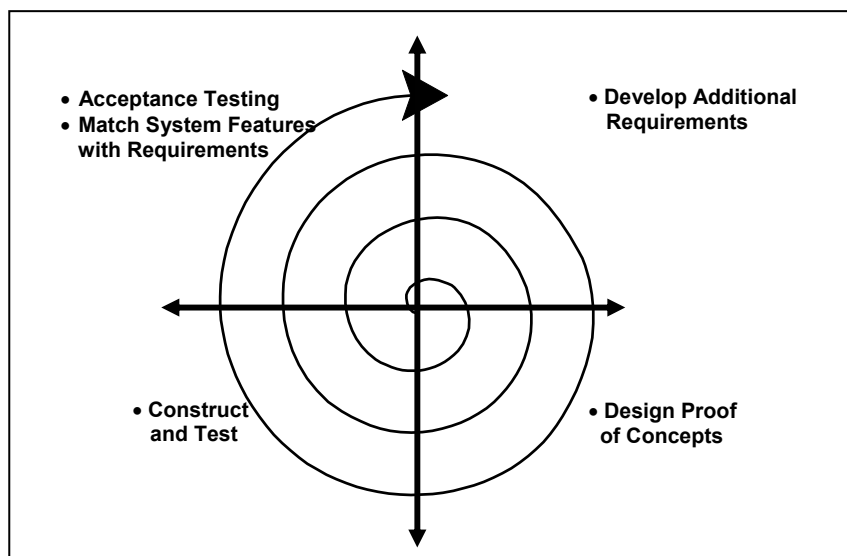 • Acceptance Testing
• Match System Features
with Requirements
• Develop Additional
Requirements
• Construct
and Test
• Design Proof
of Concepts